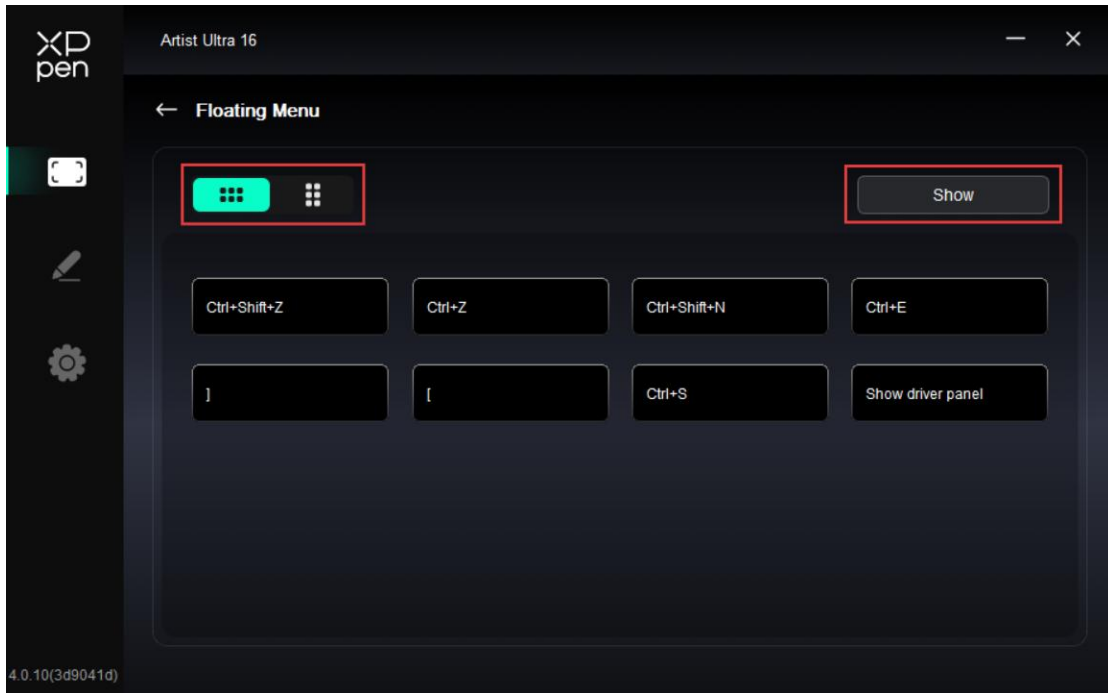 XP
pen
Artist Ultra 16
Floating Menu
Show
Ctrl+Shift+Z
Ctrl+Z
Ctrl+Shift+N
Ctrl+E
]
[
Ctrl+S
Show driver panel
4.0.10(3d9041d)